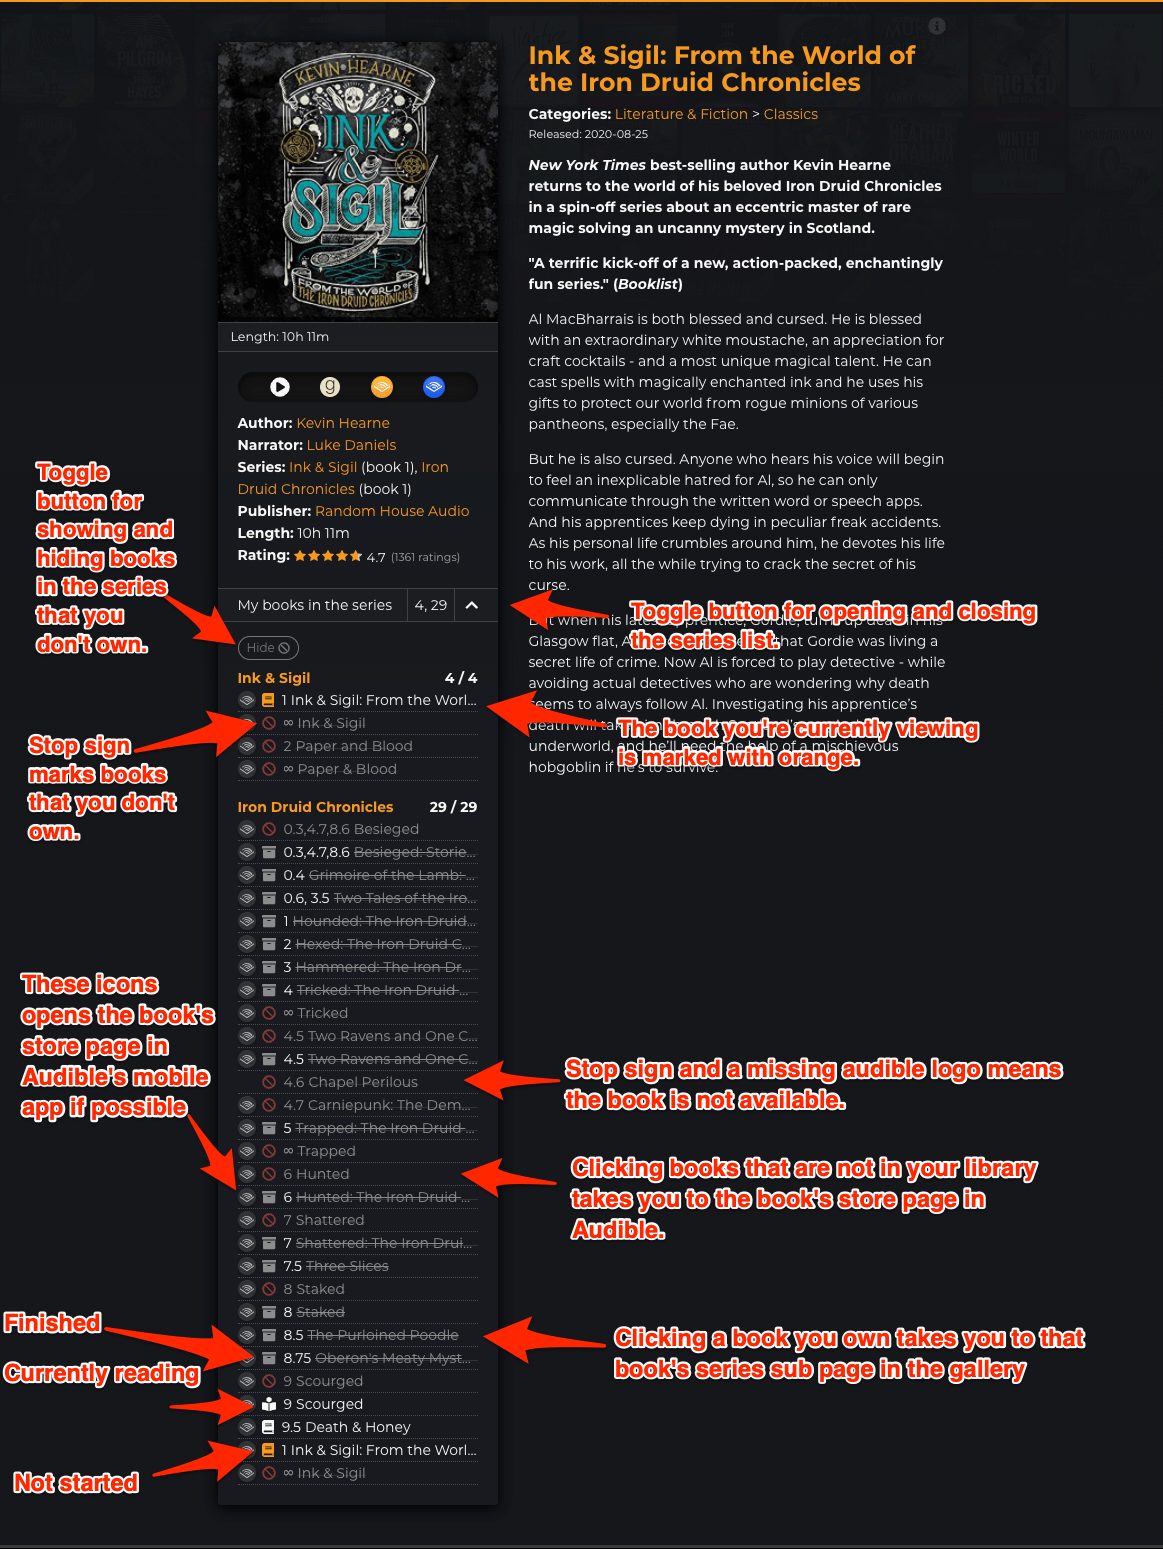 KEVIN HEARNE
INK
&
SIGIL
FROM THE WORLD OF
THE IRON DRUID CHRONICLES
Length: 10h 11m
Author: Kevin Hearne
Narrator: Luke Daniels
Series: Ink & Sigil (book 1), Iron
Druid Chronicles (book 1)
Publisher: Random House Audio
Length: 10h 11m
Rating: 4.7 (1361 ratings)
My books in the series 4, 29
Hide
Ink & Sigil 4 / 4
1 Ink & Sigil: From the Worl...
∞ Ink & Sigil
2 Paper and Blood
∞ Paper & Blood
Iron Druid Chronicles 29 / 29
0.3,4.7,8.6 Besieged
0.3,4.7,8.6 Besieged: Storie...
0.4 Grimoire of the Lamb: ...
0.6, 3.5 Two Tales of the Iro...
1 Hounded: The Iron Druid...
2 Hexed: The Iron Druid C...
3 Hammered: The Iron Dr...
4 Tricked: The Iron Druid ...
∞ Tricked
4.5 Two Ravens and One C...
4.5 Two Ravens and One C...
4.6 Chapel Perilous
4.7 Carniepunk: The Dem...
5 Trapped: The Iron Druid ...
∞ Trapped
6 Hunted
6 Hunted: The Iron Druid ...
7 Shattered
7 Shattered: The Iron Drui...
7.5 Three Slices
8 Staked
8 Staked
8.5 The Purloined Poodle
8.75 Oberon's Meaty Myst...
9 Scourged
9 Scourged
9.5 Death & Honey
1 Ink & Sigil: From the Worl...
∞ Ink & Sigil
Ink & Sigil: From the World of
the Iron Druid Chronicles
Categories: Literature & Fiction > Classics
Released: 2020-08-25
New York Times best-selling author Kevin Hearne
returns to the world of his beloved Iron Druid Chronicles
in a spin-off series about an eccentric master of rare
magic solving an uncanny mystery in Scotland.
"A terrific kick-off of a new, action-packed, enchantingly
fun series." (Booklist)
Al MacBharrais is both blessed and cursed. He is blessed
with an extraordinary white moustache, an appreciation for
craft cocktails - and a most unique magical talent. He can
cast spells with magically enchanted ink and he uses his
gifts to protect our world from rogue minions of various
pantheons, especially the Fae.
But he is also cursed. Anyone who hears his voice will begin
to feel an inexplicable hatred for Al, so he can only
communicate through the written word or speech apps.
And his apprentices keep dying in peculiar freak accidents.
As his personal life crumbles around him, he devotes his life
to his work, all the while trying to crack the secret of his
curse.
when his
Glasgow flat, that Gordie was living a
secret life of crime. Now Al is forced to play detective - while
avoiding actual detectives who are wondering why death
seems to always follow Al. Investigating his apprentice's
death will
underworld, and he'll need the help of a mischievous
hobgoblin if he's to survive.
Toggle
button for
showing and
hiding books
in the series
that you
don't own.
Stop sign
marks books
that you don't
own.
These icons
opens the book's
store page in
Audible's mobile
app if possible
Finished
Currently reading
Not started
Toggle button for opening and closing
the series list.
The book you're currently viewing
is marked with orange.
Stop sign and a missing audible logo means
the book is not available.
Clicking books that are not in your library
takes you to the book's store page in
Audible.
Clicking a book you own takes you to that
book's series sub page in the gallery